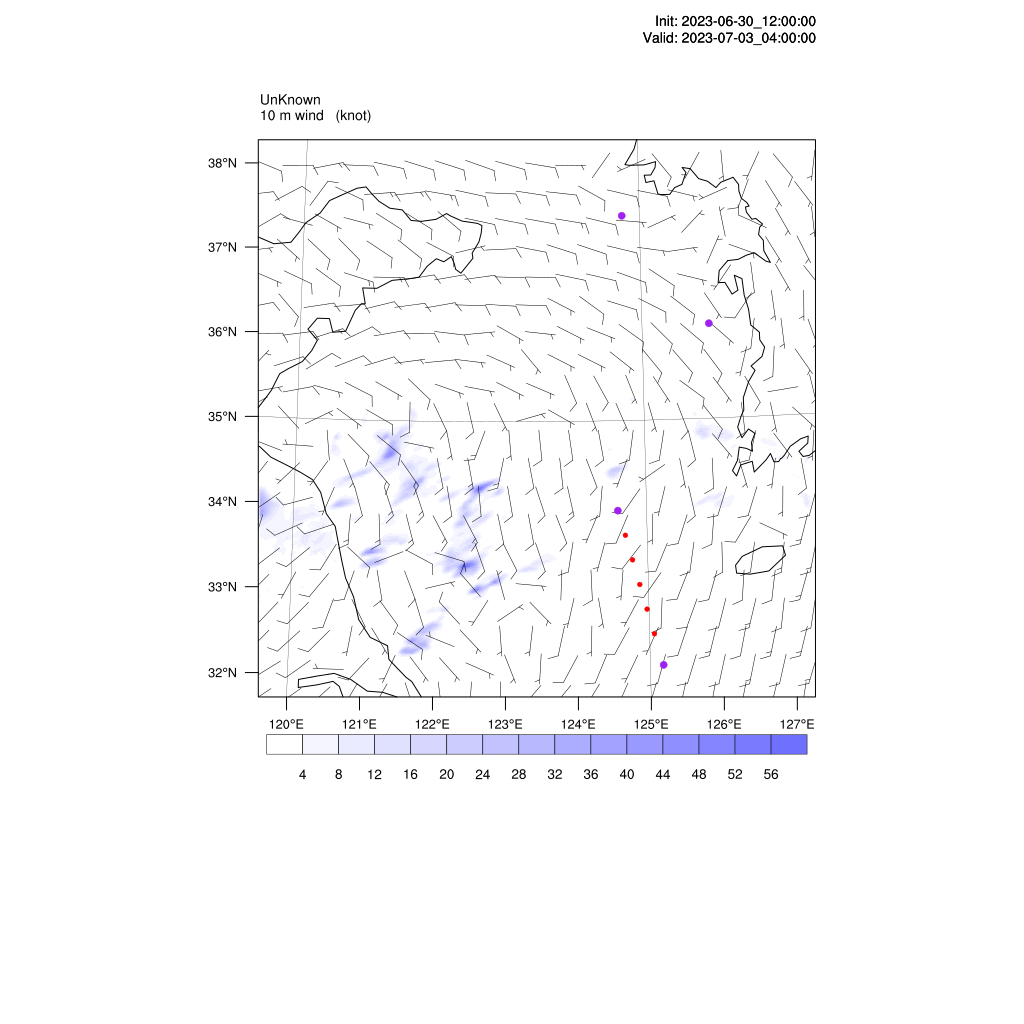 Init: 2023-06-30_12:00:00
Valid: 2023-07-03_04:00:00
UnKnown
10 m wind (knot)
38°N
37°N
36°N
35°N
34°N
33°N
32°N
120°E 121°E 122°E 123°E 124°E 125°E 126°E 127°E
4 8 12 16 20 24 28 32 36 40 44 48 52 56